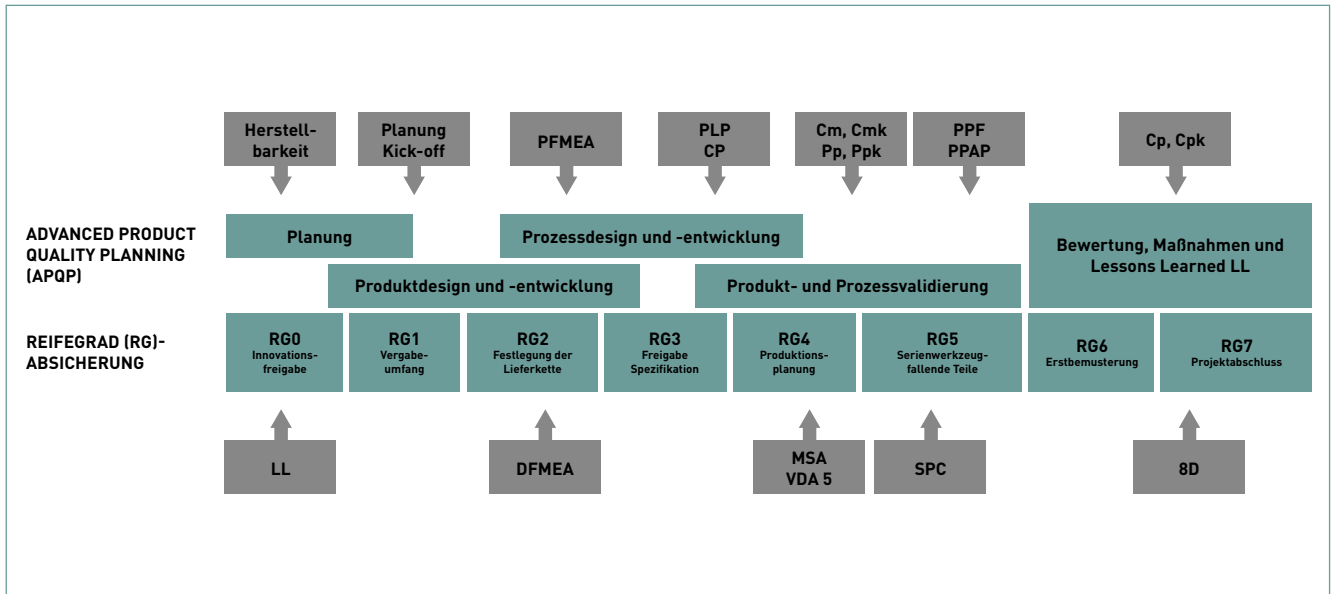 Herstell-
barkeit
Planung
Kick-off
PFMEA
PLP
CP
Cm, Cmk
Pp, Ppk
PPF
PPAP
Cp, Cpk
ADVANCED PRODUCT
QUALITY PLANNING
(APQP)
Planung
Prozessdesign und -entwicklung
Bewertung, Maßnahmen und
Lessons Learned LL
Produktdesign und -entwicklung
Produkt- und Prozessvalidierung
REIFEGRAD (RG)-
ABSICHERUNG
RG0
Innovations-
freigabe
RG1
Vergabe-
umfang
RG2
Festlegung der
Lieferkette
RG3
Freigabe
Spezifikation
RG4
Produktions-
planung
RG5
Serienwerkzeug-
fallende Teile
RG6
Erstbemusterung
RG7
Projektabschluss
LL
DFMEA
MSA
VDA 5
SPC
8D